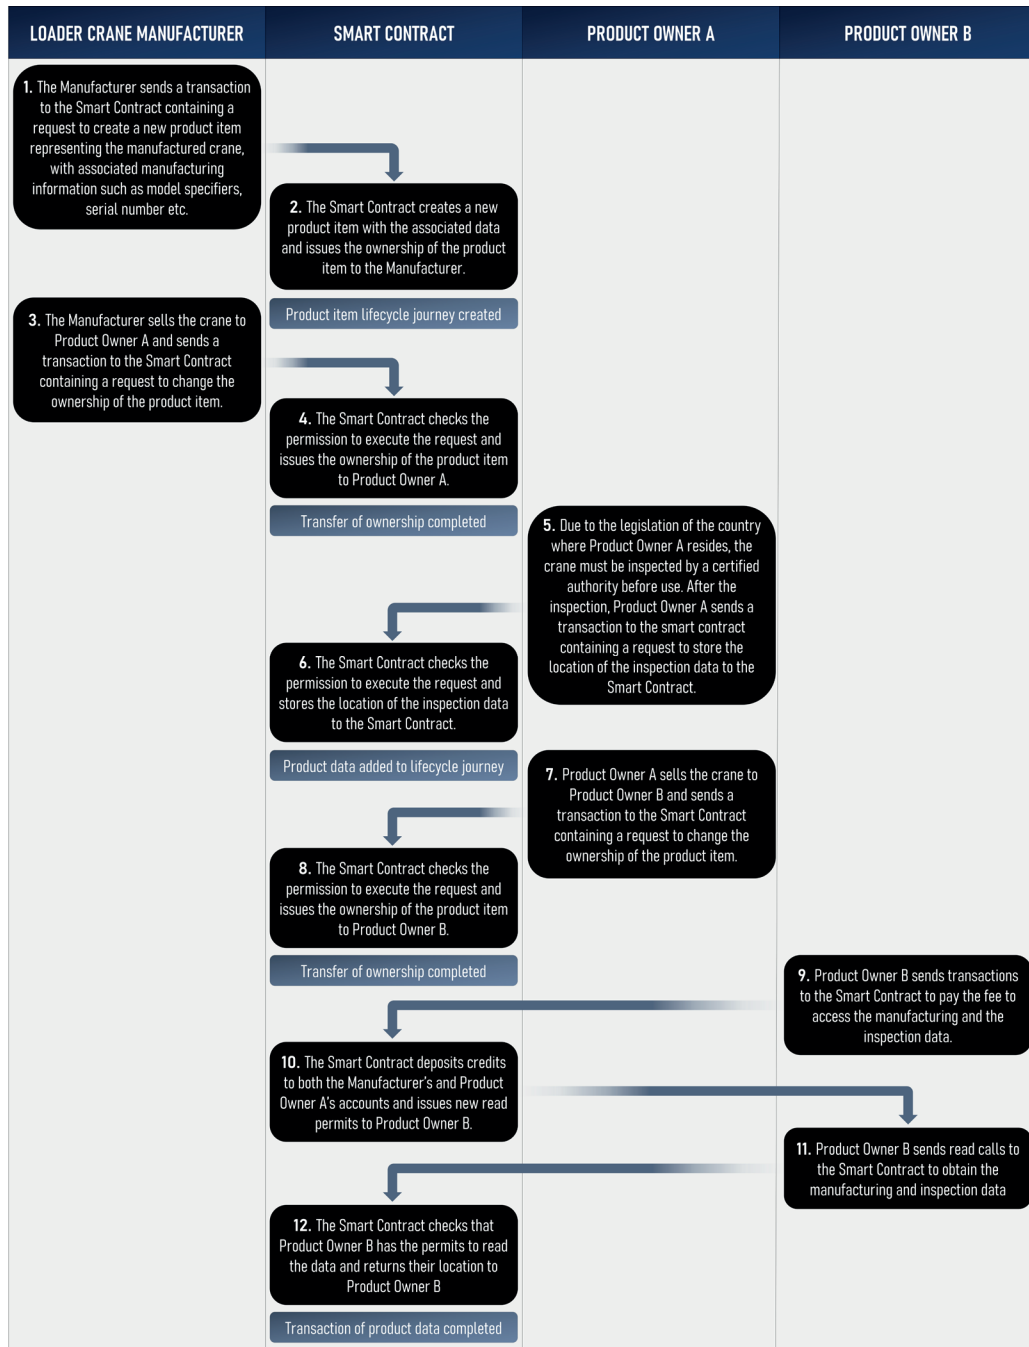 LOADER CRANE MANUFACTURER
SMART CONTRACT
PRODUCT OWNER A
PRODUCT OWNER B
1. The Manufacturer sends a transaction
to the Smart Contract containing a
request to create a new product item
representing the manufactured crane,
with associated manufacturing
information such as model specifiers,
serial number etc.
2. The Smart Contract creates a new
product item with the associated data
and issues the ownership of the product
item to the Manufacturer.
Product item lifecycle journey created
3. The Manufacturer sells the crane to
Product Owner A and sends a
transaction to the Smart Contract
containing a request to change the
ownership of the product item.
4. The Smart Contract checks the
permission to execute the request and
issues the ownership of the product item
to Product Owner A.
Transfer of ownership completed
5. Due to the legislation of the country
where Product Owner A resides, the
crane must be inspected by a certified
authority before use. After the
inspection, Product Owner A sends a
transaction to the smart contract
containing a request to store the
location of the inspection data to the
Smart Contract.
6. The Smart Contract checks the
permission to execute the request and
stores the location of the inspection data
to the Smart Contract.
Product data added to lifecycle journey
7. Product Owner A sells the crane to
Product Owner B and sends a
transaction to the Smart Contract
containing a request to change the
ownership of the product item.
8. The Smart Contract checks the
permission to execute the request and
issues the ownership of the product item
to Product Owner B.
Transfer of ownership completed
9. Product Owner B sends transactions
to the Smart Contract to pay the fee to
access the manufacturing and the
inspection data.
10. The Smart Contract deposits credits
to both the Manufacturer's and Product
Owner A's accounts and issues new read
permits to Product Owner B.
11. Product Owner B sends read calls to
the Smart Contract to obtain the
manufacturing and inspection data
12. The Smart Contract checks that
Product Owner B has the permits to read
the data and returns their location to
Product Owner B
Transaction of product data completed